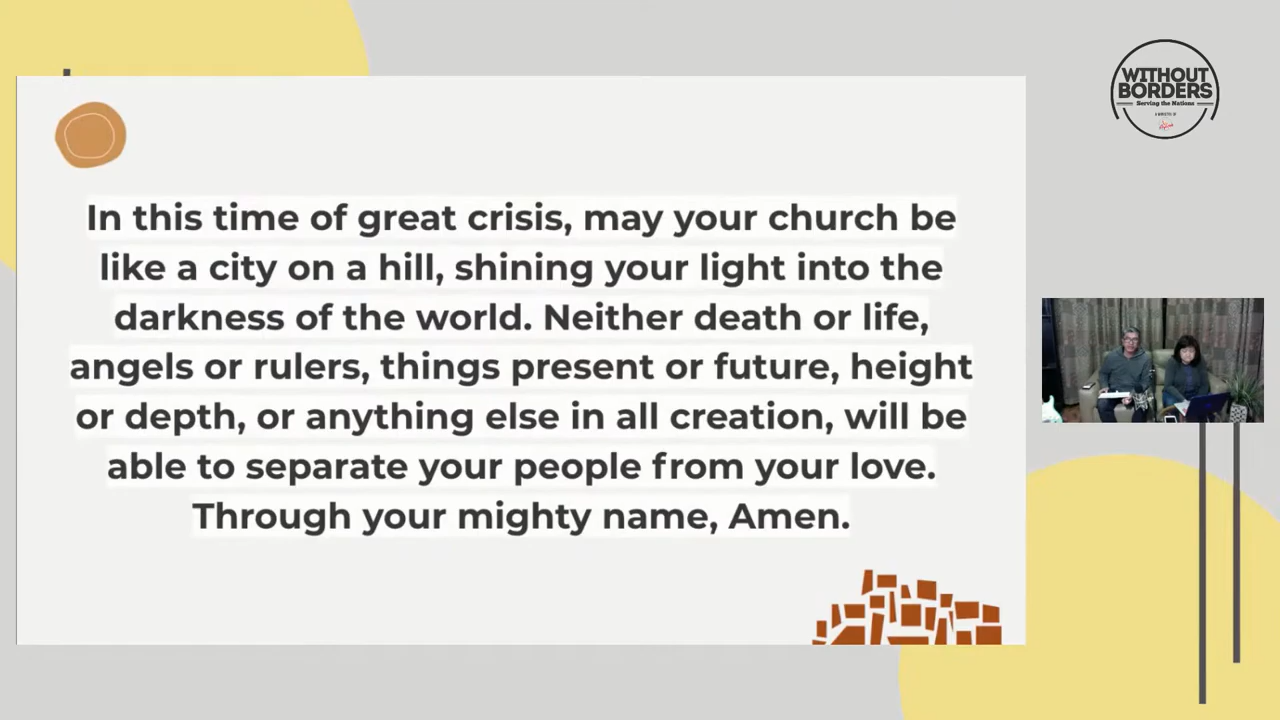 WITHOUT
BORDERS
Serving the Nations
A MINISTRY OF
In this time of great crisis, may your church be
like a city on a hill, shining your light into the
darkness of the world. Neither death or life,
angels or rulers, things present or future, height
or depth, or anything else in all creation, will be
able to separate your people from your love.
Through your mighty name, Amen.